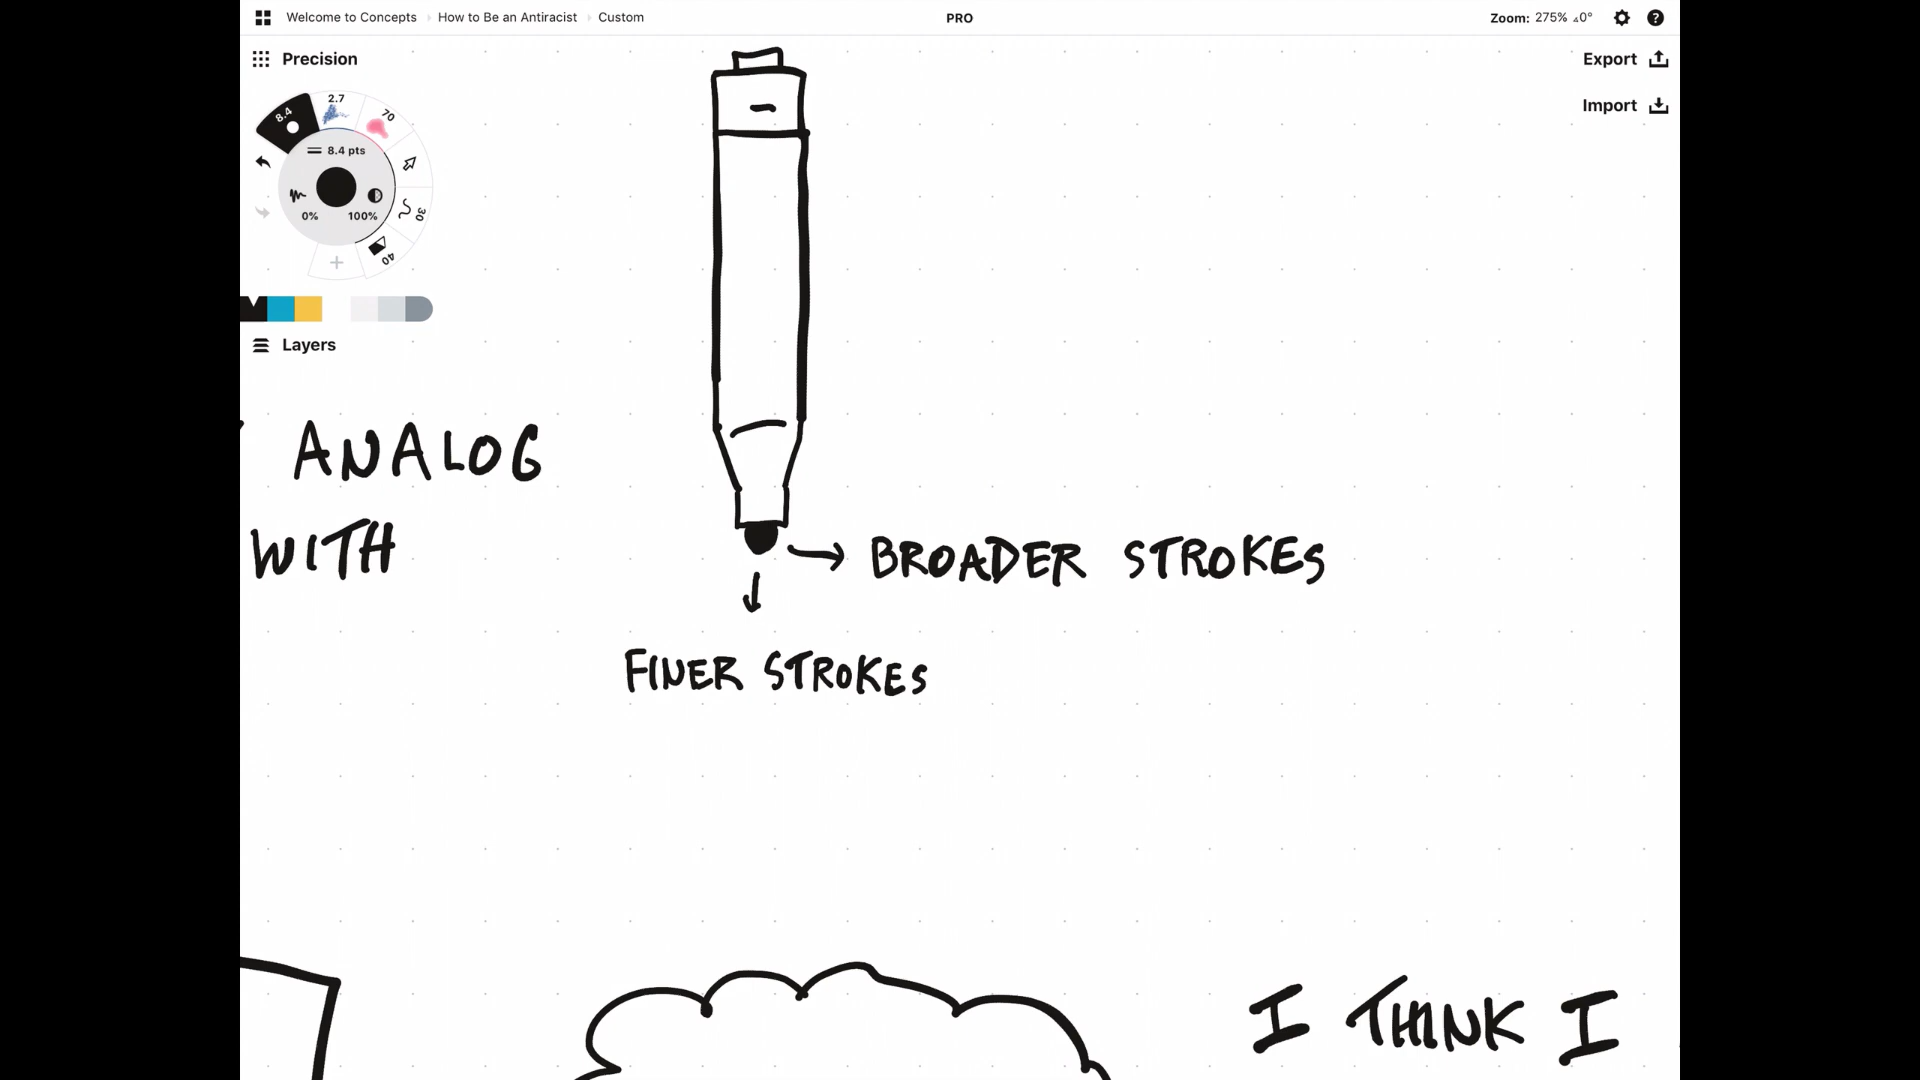 Welcome to Concepts How to Be an Antiracist Custom
PRO
Zoom: 275% ⊿0°
?
Precision
Export
Import
8.4
2.7
70
8.4 pts
0%
100%
30
40
Layers
ANALOG
WITH
BROADER STROKES
FINER STROKES
I THINK I